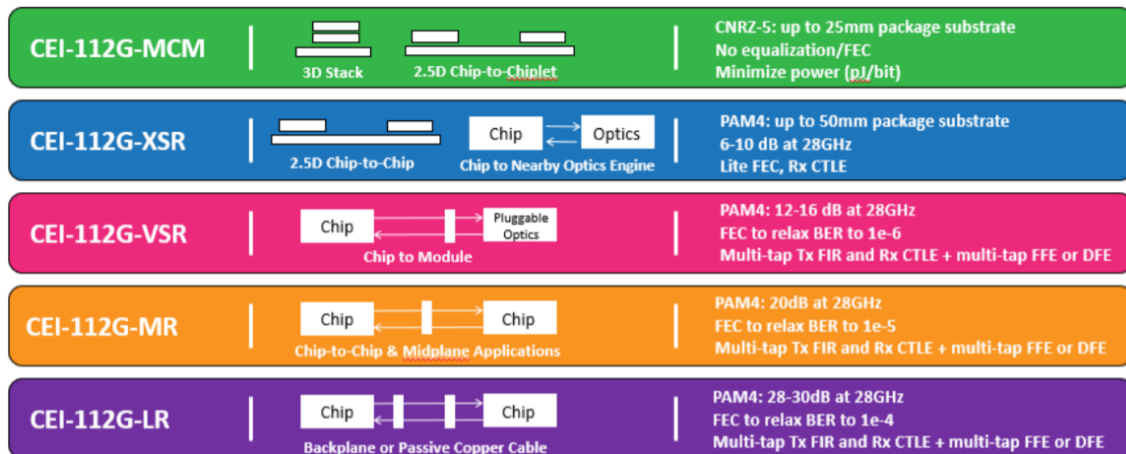 CEI-112G-MCM
3D Stack
2.5D Chip-to-Chiplet
CNRZ-5: up to 25mm package substrate
No equalization/FEC
Minimize power (pJ/bit)
CEI-112G-XSR
2.5D Chip-to-Chip
Chip
Optics
Chip to Nearby Optics Engine
PAM4: up to 50mm package substrate
6-10 dB at 28GHz
Lite FEC, Rx CTLE
CEI-112G-VSR
Chip
Pluggable
Optics
Chip to Module
PAM4: 12-16 dB at 28GHz
FEC to relax BER to 1e-6
Multi-tap Tx FIR and Rx CTLE + multi-tap FFE or DFE
CEI-112G-MR
Chip
Chip
Chip-to-Chip & Midplane Applications
PAM4: 20dB at 28GHz
FEC to relax BER to 1e-5
Multi-tap Tx FIR and Rx CTLE + multi-tap FFE or DFE
CEI-112G-LR
Chip
Chip
Backplane or Passive Copper Cable
PAM4: 28-30dB at 28GHz
FEC to relax BER to 1e-4
Multi-tap Tx FIR and Rx CTLE + multi-tap FFE or DFE